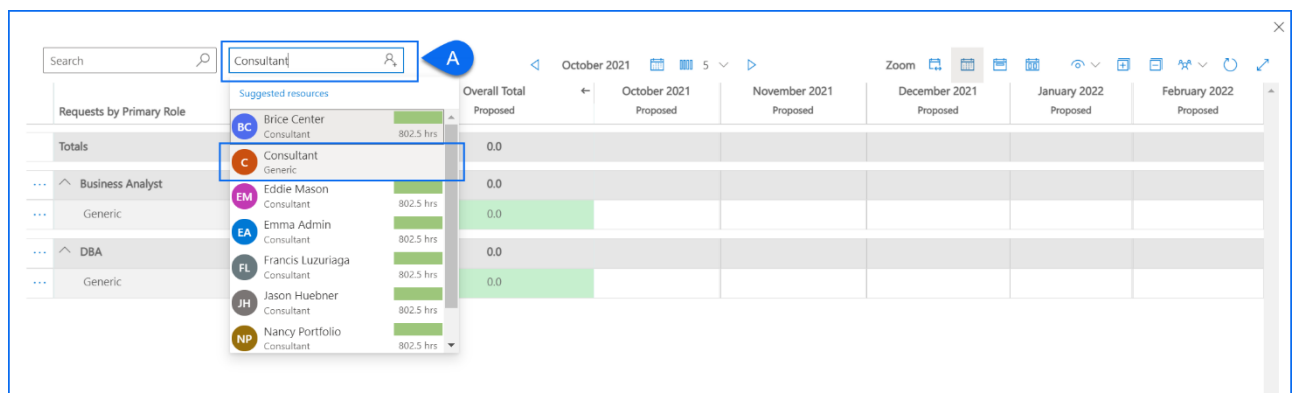 Search
Consultant
A
October 2021
5
Zoom
Suggested resources
Requests by Primary Role
Overall Total
Proposed
October 2021
Proposed
November 2021
Proposed
December 2021
Proposed
January 2022
Proposed
February 2022
Proposed
BC
Brice Center
Consultant
802.5 hrs
C
Consultant
Generic
EM
Eddie Mason
Consultant
802.5 hrs
EA
Emma Admin
Consultant
802.5 hrs
FL
Francis Luzuriaga
Consultant
802.5 hrs
JH
Jason Huebner
Consultant
802.5 hrs
NP
Nancy Portfolio
Consultant
802.5 hrs
Totals
0.0
Business Analyst
0.0
Generic
0.0
DBA
0.0
Generic
0.0